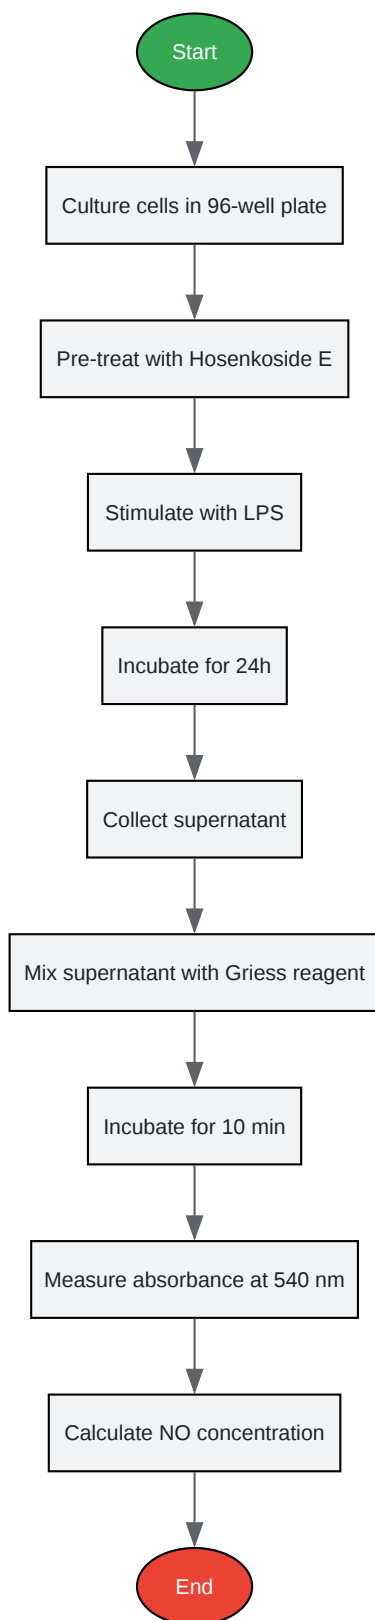 Start
Culture cells in 96-well plate
Pre-treat with Hosenkoside E
Stimulate with LPS
Incubate for 24h
Collect supernatant
Mix supernatant with Griess reagent
Incubate for 10 min
Measure absorbance at 540 nm
Calculate NO concentration
End